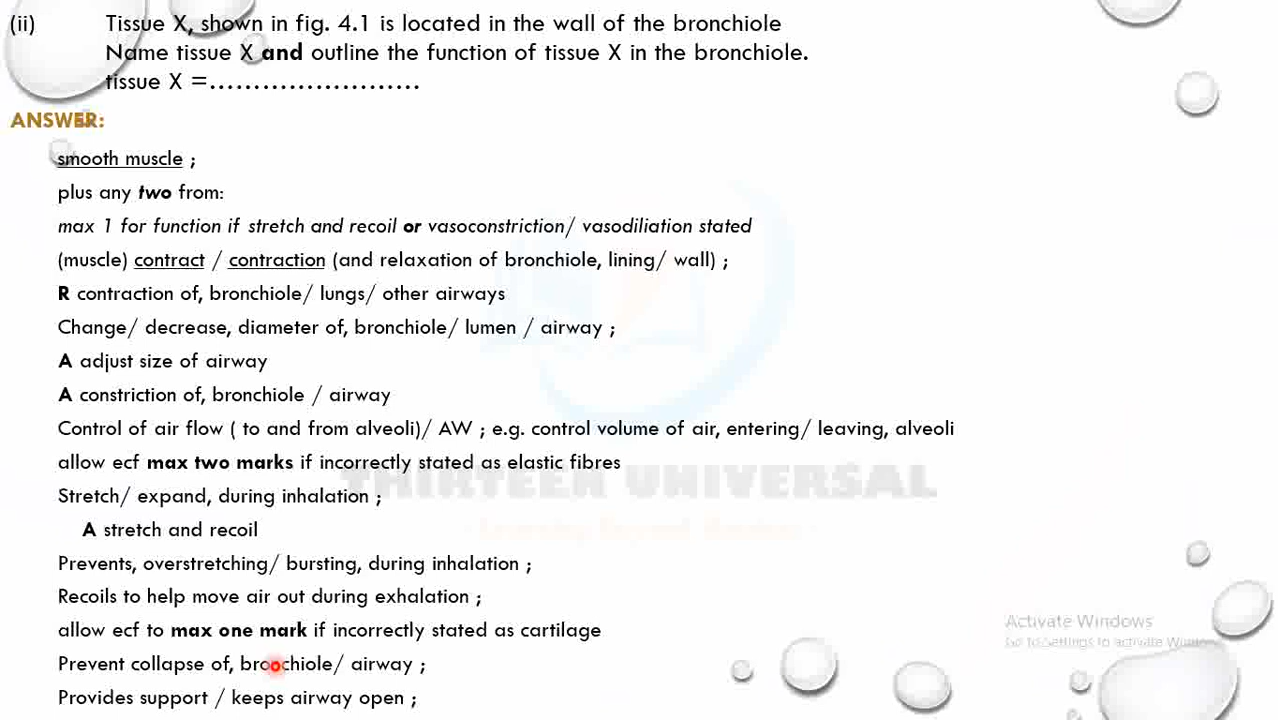 (ii) Tissue X, shown in fig. 4.1 is located in the wall of the bronchiole
Name tissue X and outline the function of tissue X in the bronchiole.
tissue X =........................
ANSWER:
smooth muscle ;
plus any two from:
max 1 for function if stretch and recoil or vasoconstriction/ vasodiliation stated
(muscle) contract / contraction (and relaxation of bronchiole, lining/ wall) ;
R contraction of, bronchiole/ lungs/ other airways
Change/ decrease, diameter of, bronchiole/ lumen / airway ;
A adjust size of airway
A constriction of, bronchiole / airway
Control of air flow ( to and from alveoli)/ AW ; e.g. control volume of air, entering/ leaving, alveoli
allow ecf max two marks if incorrectly stated as elastic fibres
THIRTEEN UNIVERSAL
Stretch/ expand, during inhalation ;
A stretch and recoil
Prevents, overstretching/ bursting, during inhalation ;
Recoils to help move air out during exhalation ;
allow ecf to max one mark if incorrectly stated as cartilage
Prevent collapse of, bronchiole/ airway ;
Provides support / keeps airway open ;
Activate Windows
Go to Settings to activate Windows